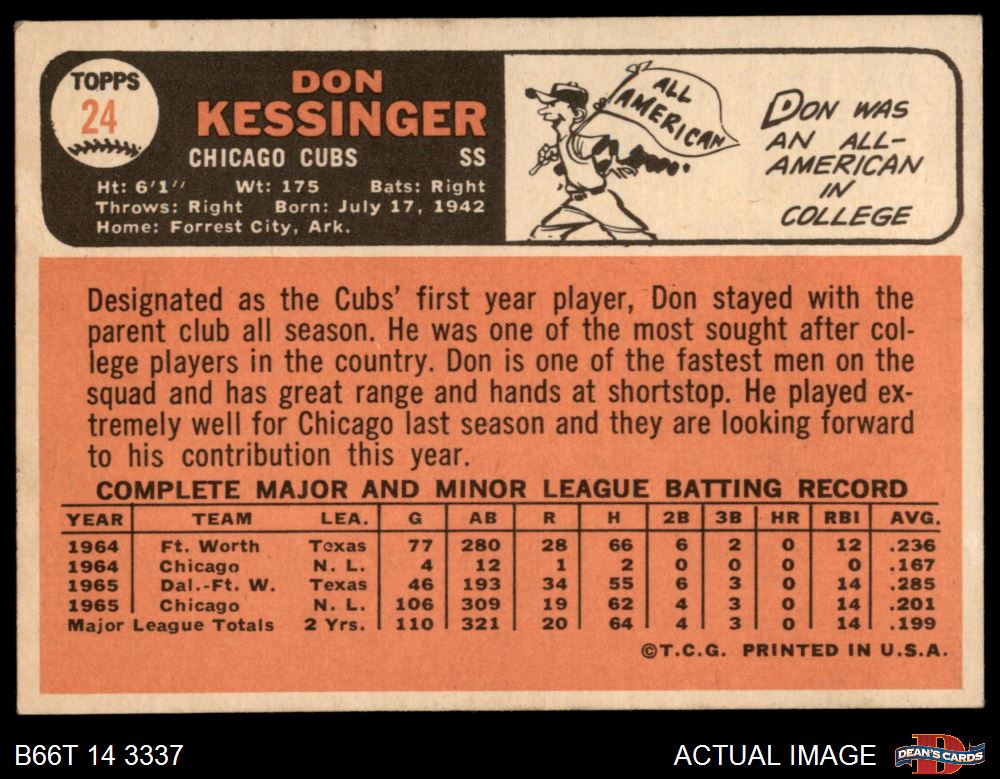 TOPPS
24
DON
KESSINGER
CHICAGO CUBS SS
Ht: 6'1" Wt: 175 Bats: Right
Throws: Right Born: July 17, 1942
Home: Forrest City, Ark.
ALL
AMERICAN
DON WAS
AN ALL-
AMERICAN
IN
COLLEGE
Designated as the Cubs' first year player, Don stayed with the
parent club all season. He was one of the most sought after col-
lege players in the country. Don is one of the fastest men on the
squad and has great range and hands at shortstop. He played ex-
tremely well for Chicago last season and they are looking forward
to his contribution this year.
COMPLETE MAJOR AND MINOR LEAGUE BATTING RECORD
YEAR TEAM LEA. G AB R H 2B 3B HR RBI AVG.
1964 Ft. Worth Texas 77 280 28 66 6 2 0 12 .236
1964 Chicago N. L. 4 12 1 2 0 0 0 0 .167
1965 Dal.-Ft. W. Texas 46 193 34 55 6 3 0 14 .285
1965 Chicago N. L. 106 309 19 62 4 3 0 14 .201
Major League Totals 2 Yrs. 110 321 20 64 4 3 0 14 .199
©T.C.G. PRINTED IN U.S.A.
B66T 14 3337 ACTUAL IMAGE DEAN'S CARDS